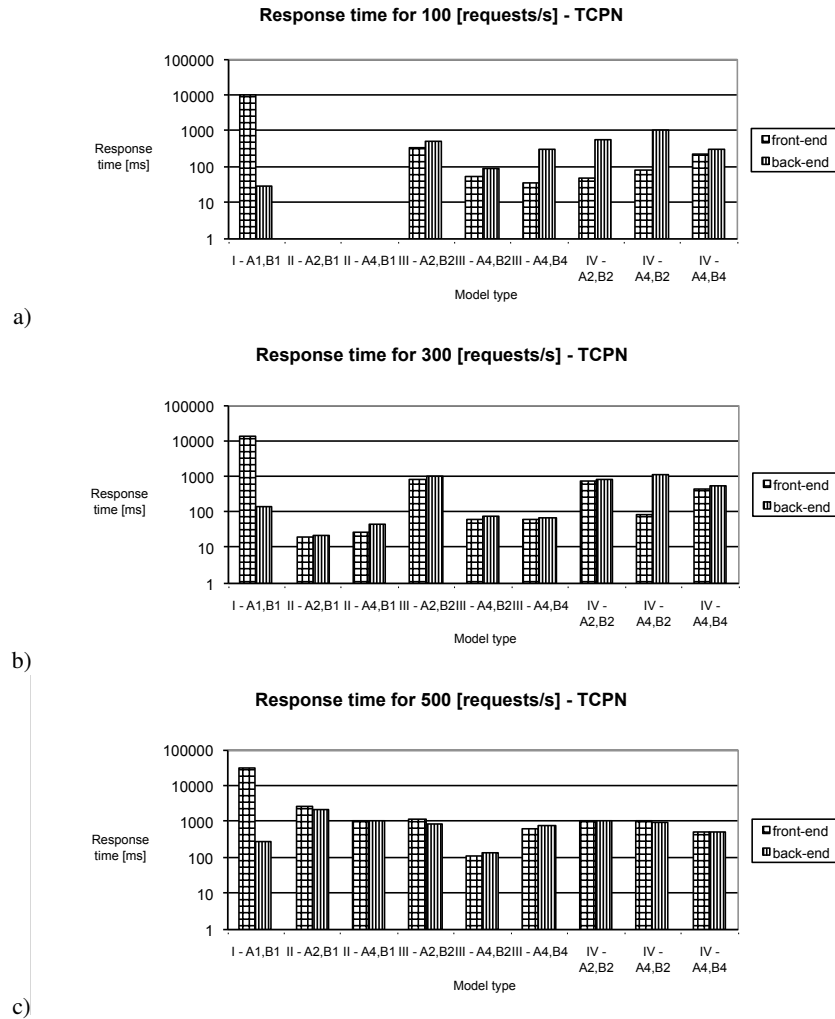 Response time for 100 [requests/s] - TCPN
100000
10000
1000
100
10
1
Response
time [ms]
front-end
back-end
I - A1,B1 II - A2,B1 II - A4,B1 III - A2,B2 III - A4,B2 III - A4,B4 IV -
A2,B2 IV -
A4,B2 IV -
A4,B4
Model type
a)
Response time for 300 [requests/s] - TCPN
100000
10000
1000
100
10
1
Response
time [ms]
front-end
back-end
I - A1,B1 II - A2,B1 II - A4,B1 III - A2,B2 III - A4,B2 III - A4,B4 IV -
A2,B2 IV -
A4,B2 IV -
A4,B4
Model type
b)
Response time for 500 [requests/s] - TCPN
100000
10000
1000
100
10
1
Response
time [ms]
front-end
back-end
I - A1,B1 II - A2,B1 II - A4,B1 III - A2,B2 III - A4,B2 III - A4,B4 IV -
A2,B2 IV -
A4,B2 IV -
A4,B4
Model type
c)